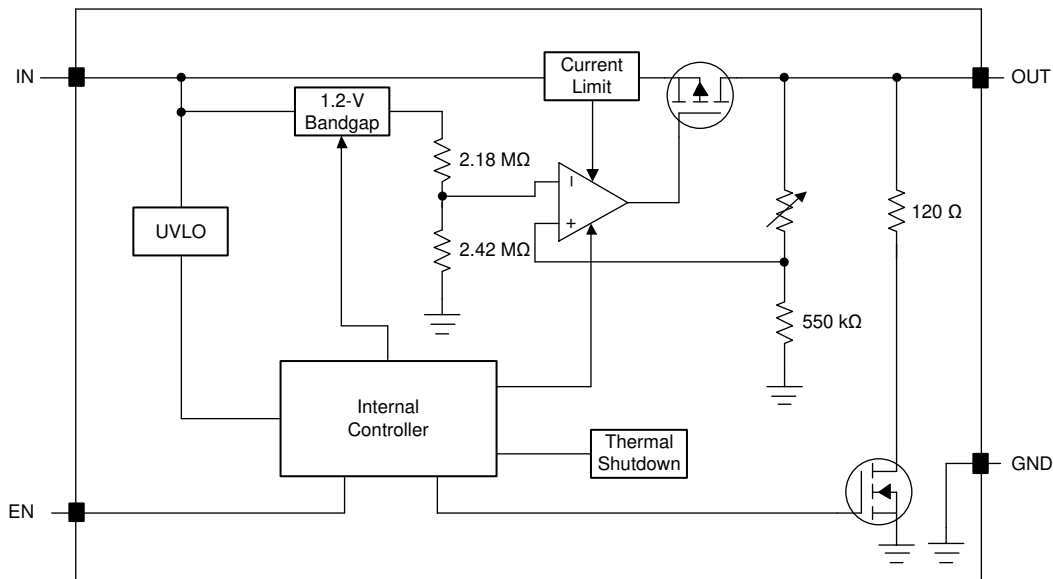 IN
OUT
Current
Limit
1.2-V
Bandgap
2.18 MΩ
–
+
2.42 MΩ
UVLO
120 Ω
550 kΩ
Internal
Controller
Thermal
Shutdown
GND
EN